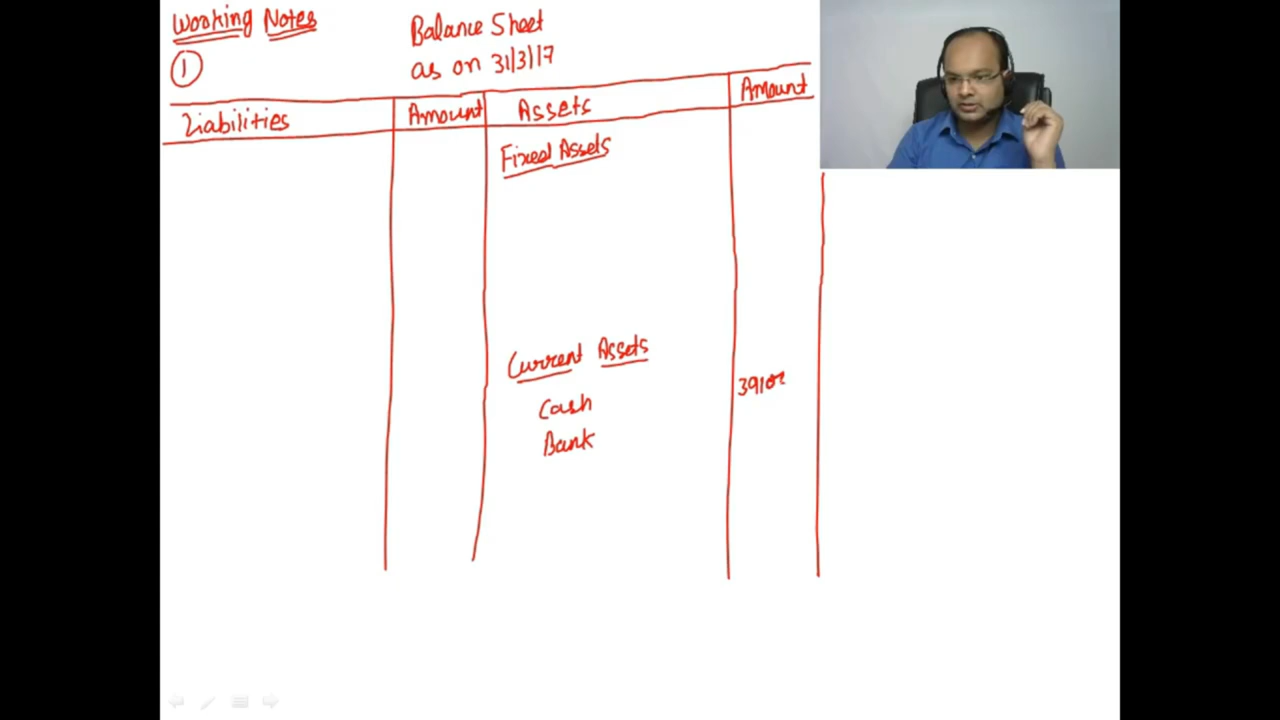 Working Notes
①
Balance Sheet
as on 31/3/17
Liabilities Amount Assets Amount
Fixed Assets
Current Assets
Cash
Bank